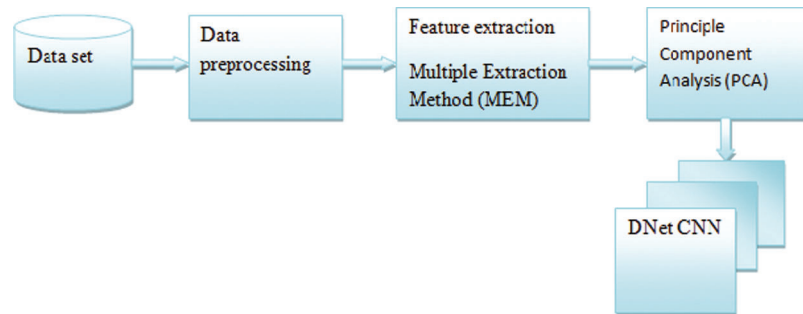 Data set
Data
preprocessing
Feature extraction
Multiple Extraction
Method (MEM)
Principle
Component
Analysis (PCA)
DNet CNN